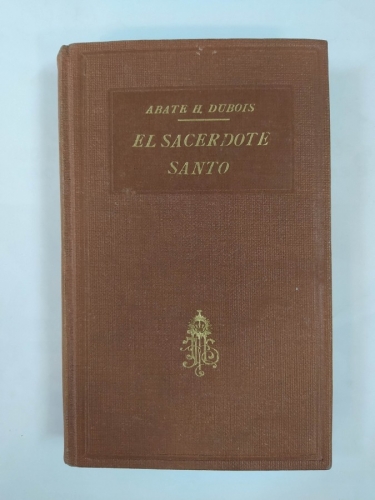 ABATE H. DUBOIS
EL SACERDOTE
SANTO